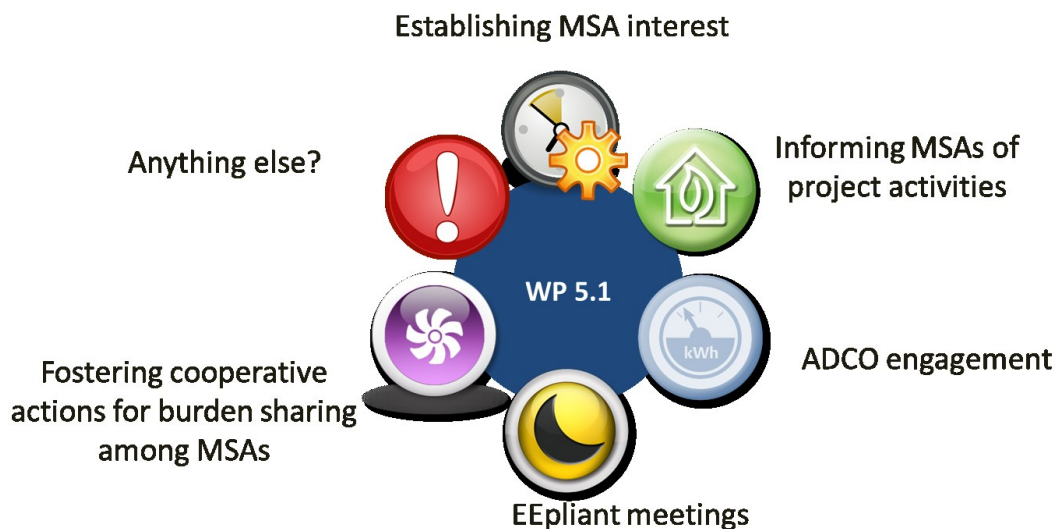 Establishing MSA interest
Anything else?
Informing MSAs of
project activities
WP 5.1
kWh
ADCO engagement
Fostering cooperative
actions for burden sharing
among MSAs
EEpliant meetings